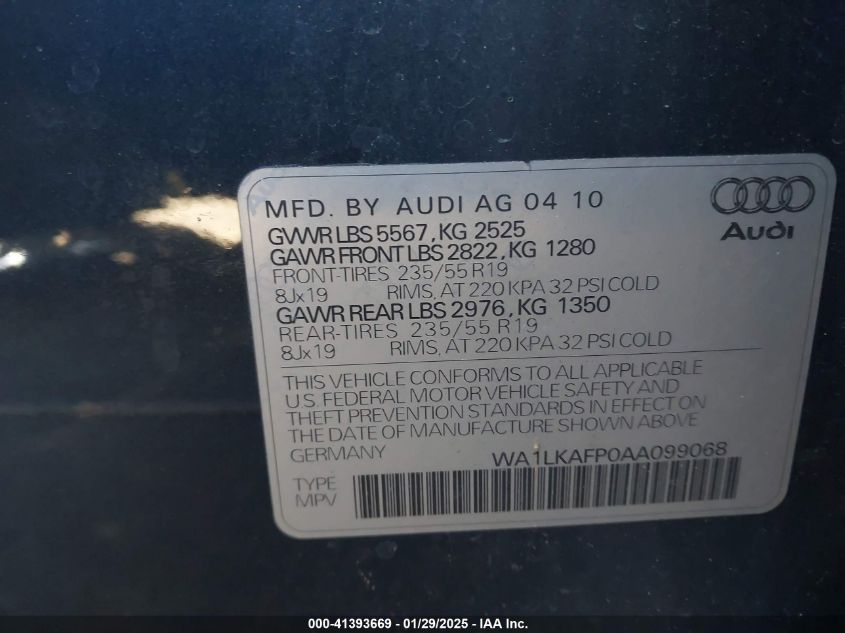 MFD. BY AUDI AG 04 10
Audi
GVWR LBS 5567, KG 2525
GAWR FRONT LBS 2822, KG 1280
FRONT-TIRES 235/55 R19
8Jx19 RIMS, AT 220 KPA 32 PSI COLD
GAWR REAR LBS 2976, KG 1350
REAR-TIRES 235/55 R19
8Jx19 RIMS, AT 220 KPA 32 PSI COLD
THIS VEHICLE CONFORMS TO ALL APPLICABLE
U.S. FEDERAL MOTOR VEHICLE SAFETY AND
THEFT PREVENTION STANDARDS IN EFFECT ON
THE DATE OF MANUFACTURE SHOWN ABOVE
GERMANY WA1LKAFP0AA099068
TYPE
MPV
000-41393669 - 01/29/2025 - © IAA, Inc.